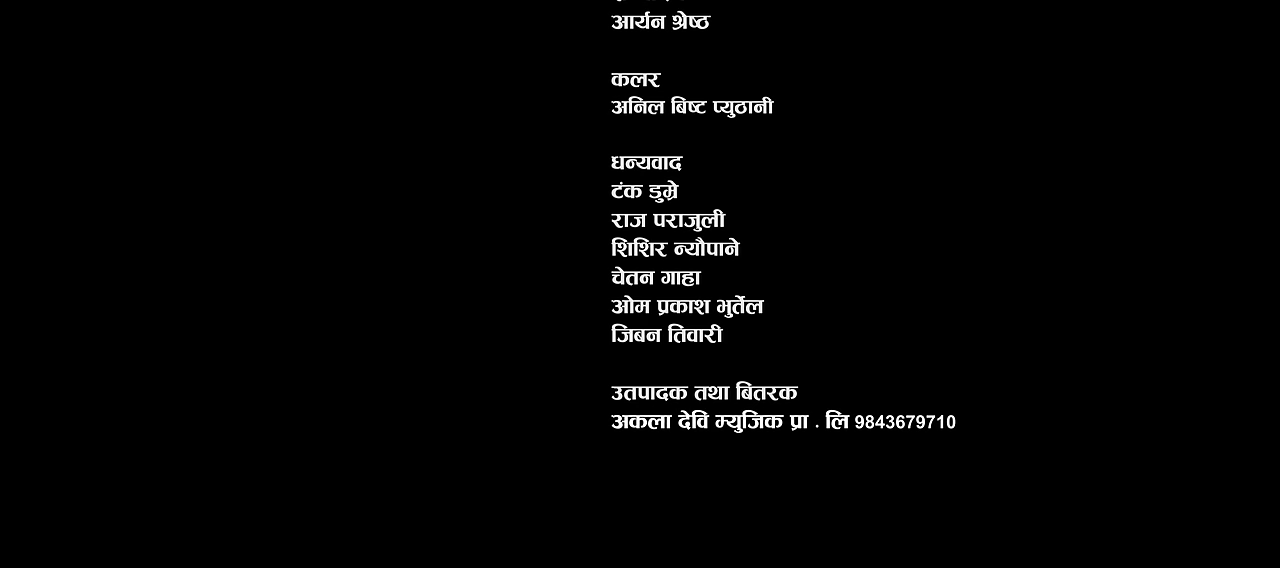 आर्यन श्रेष्ठ
कलर
अनिल बिष्ट प्युठानी
धन्यवाद
टंक डुम्रे
राज पराजुली
शिशिर न्यौपाने
चेतन गाहा
ओम प्रकाश भुर्तेल
जिबन तिवारी
उतपादक तथा बितरक
अकला देवि म्युजिक प्रा . लि 9843679710